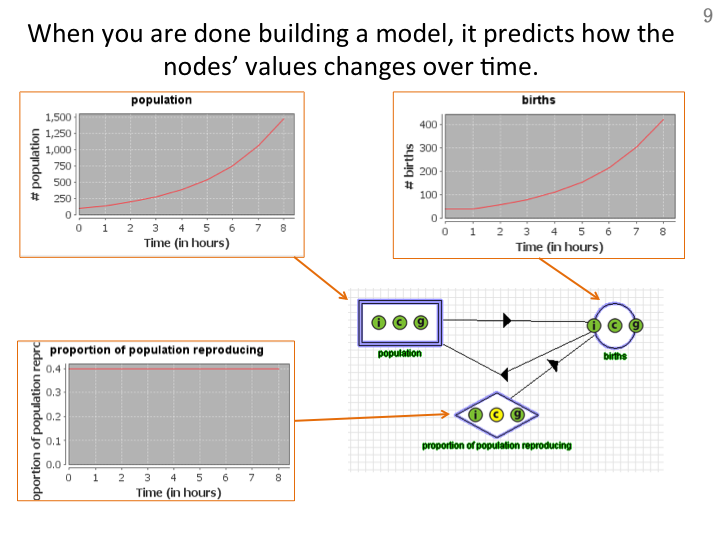 9
When you are done building a model, it predicts how the
nodes’ values changes over time.
population
# population
1,500
1,250
1,000
750
500
250
0
0 1 2 3 4 5 6 7 8
Time (in hours)
births
# births
400
300
200
100
0
0 1 2 3 4 5 6 7 8
Time (in hours)
i c g
population
i c g
births
proportion of population reproducing
oportion of population repro
0.4
0.3
0.2
0.1
0.0
0 1 2 3 4 5 6 7 8
Time (in hours)
i c g
proportion of population reproducing